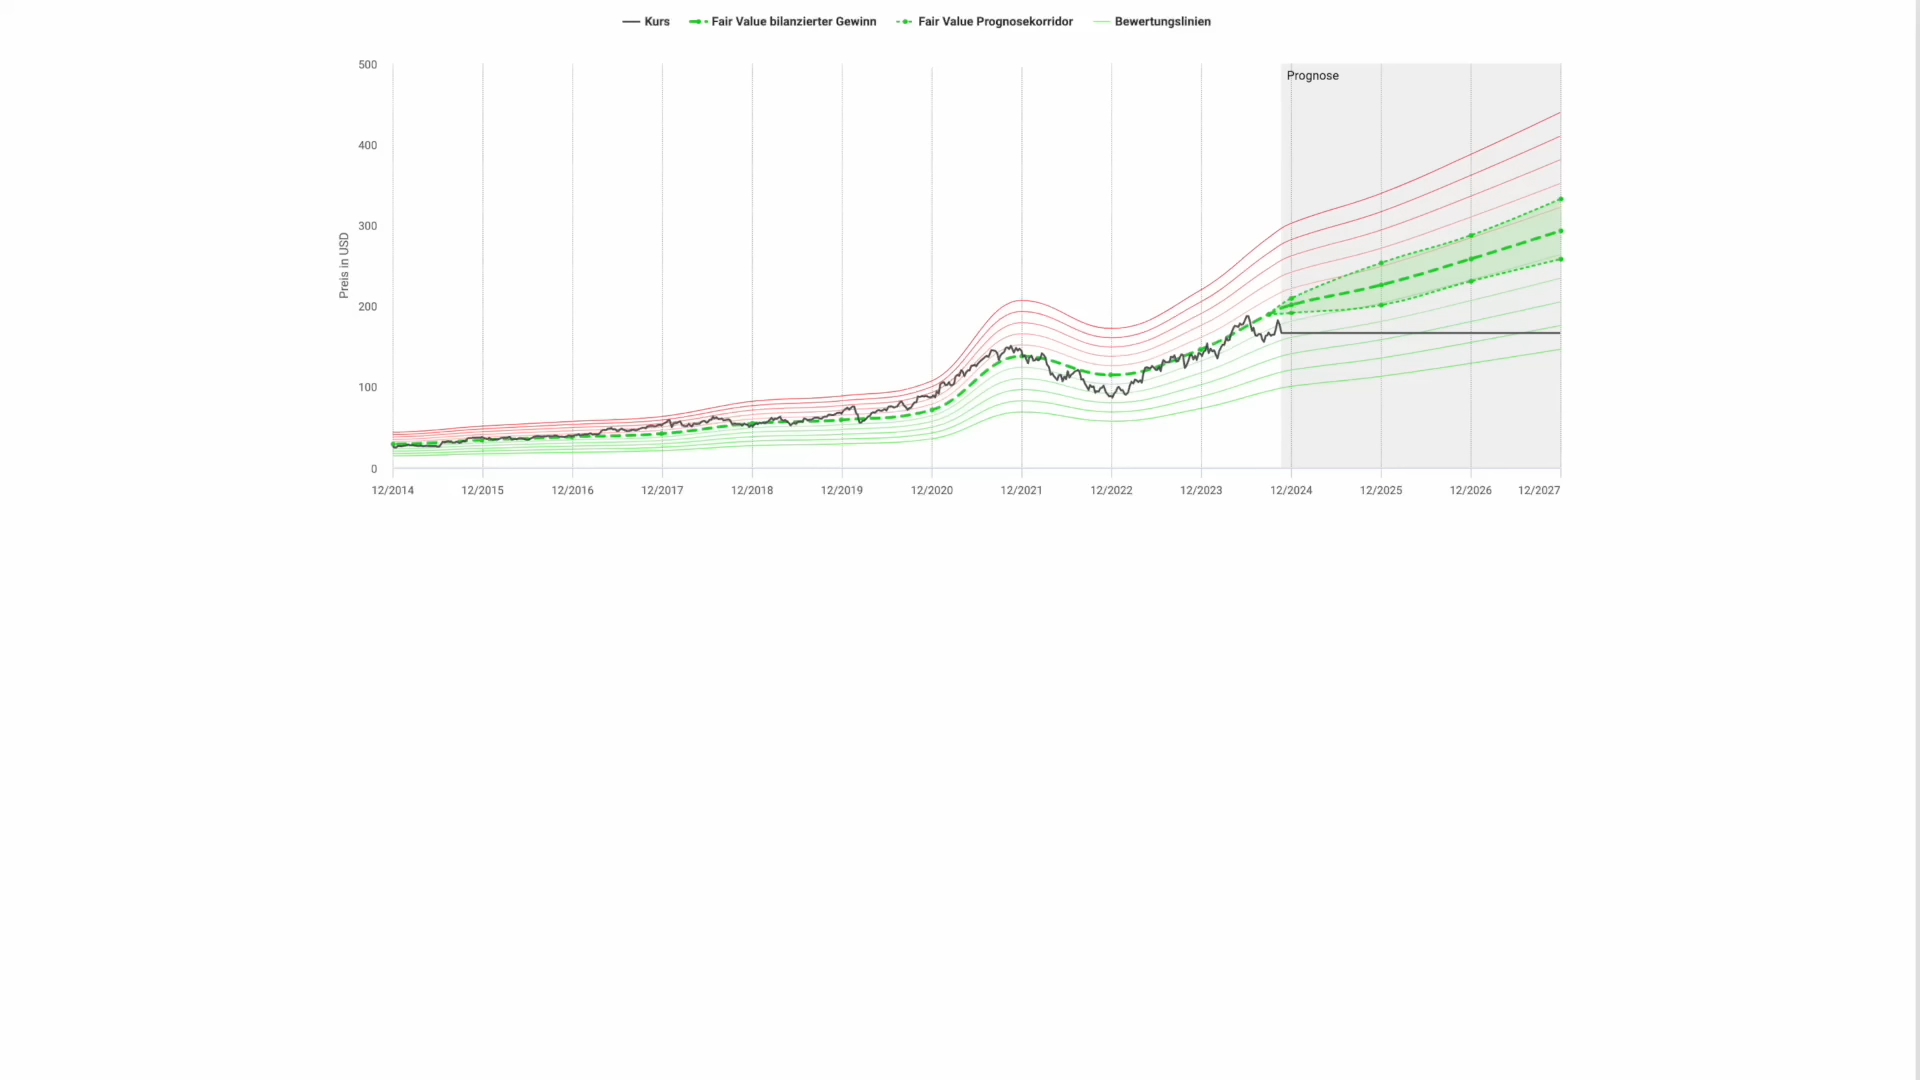 Kurs Fair Value bilanzierter Gewinn Fair Value Prognosekorridor Bewertungslinien
Prognose
500
400
300
200
100
0
Preis in USD
12/2014 12/2015 12/2016 12/2017 12/2018 12/2019 12/2020 12/2021 12/2022 12/2023 12/2024 12/2025 12/2026 12/2027